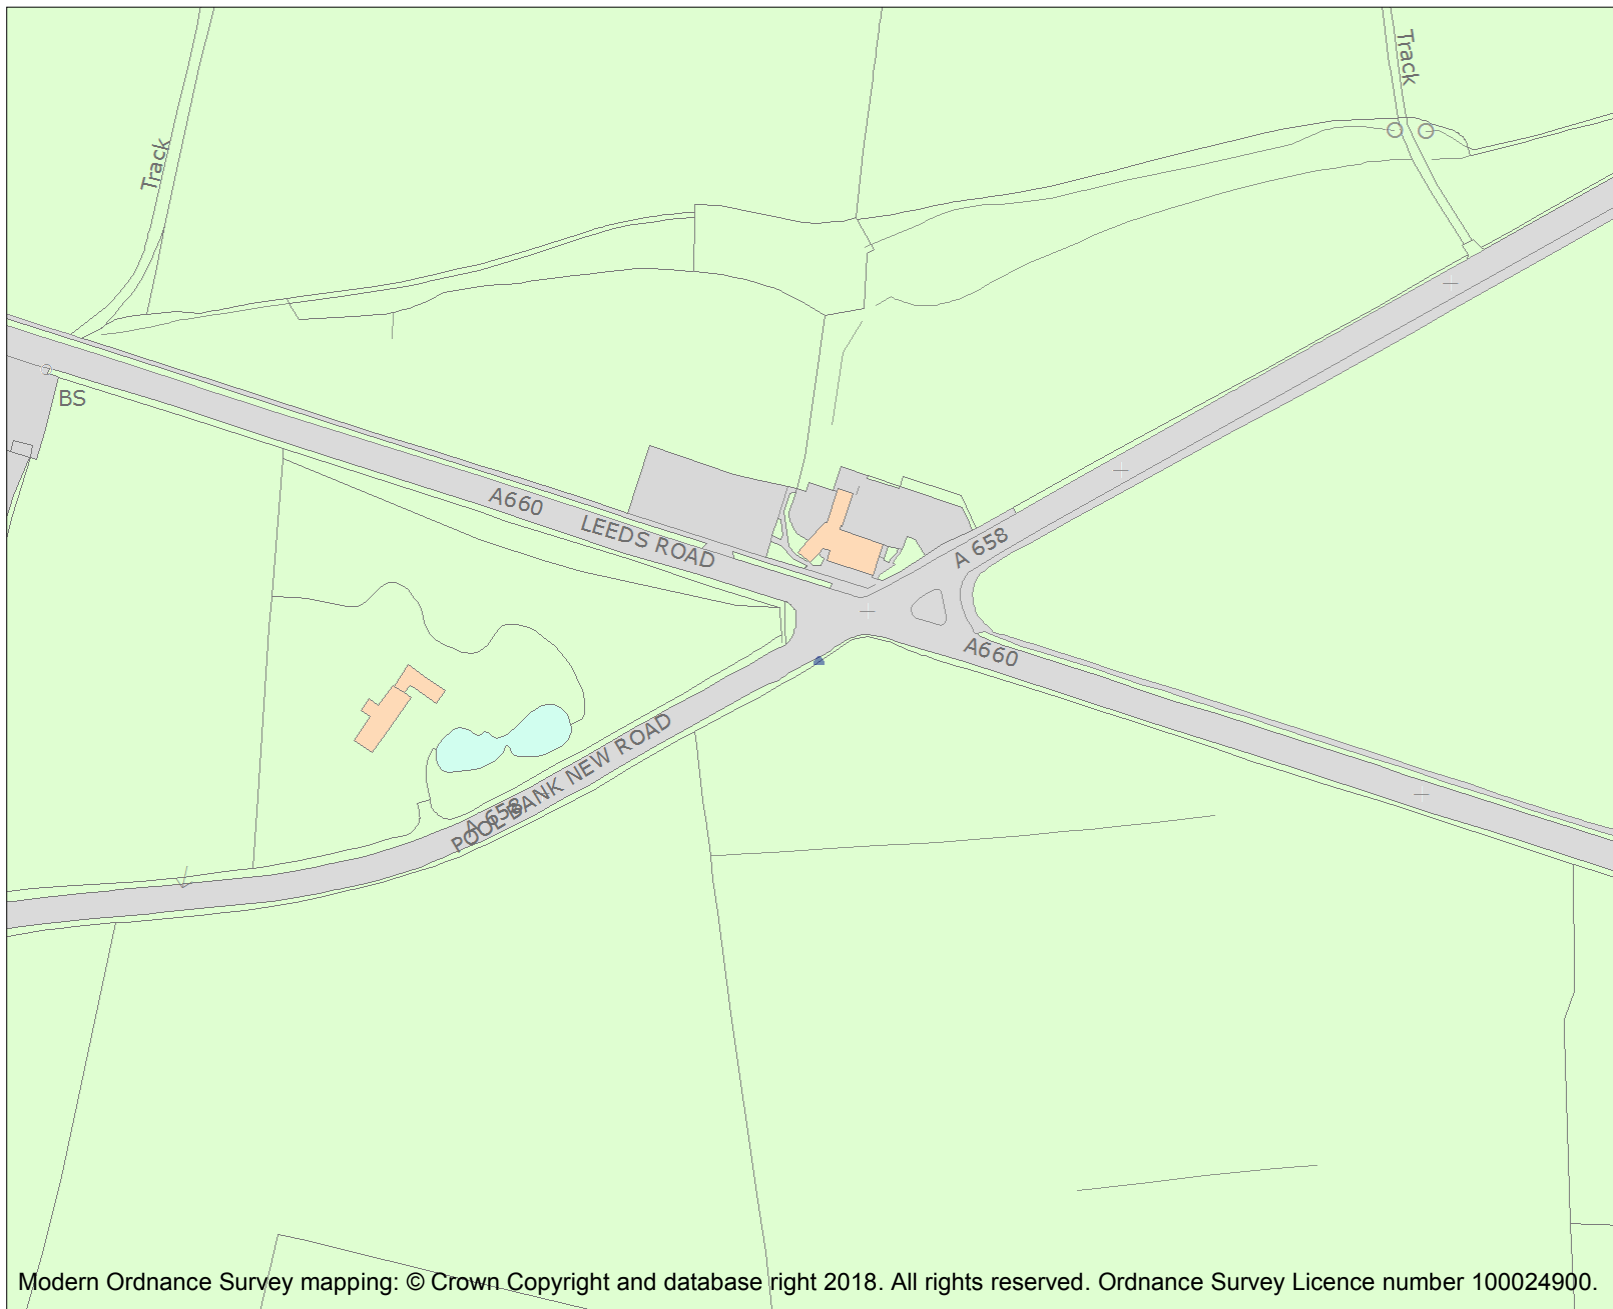 Track
Track
BS
A660
LEEDS ROAD
A 658
A660
POOL BANK NEW ROAD
A 658
Modern Ordnance Survey mapping: © Crown Copyright and database right 2018. All rights reserved. Ordnance Survey Licence number 100024900.